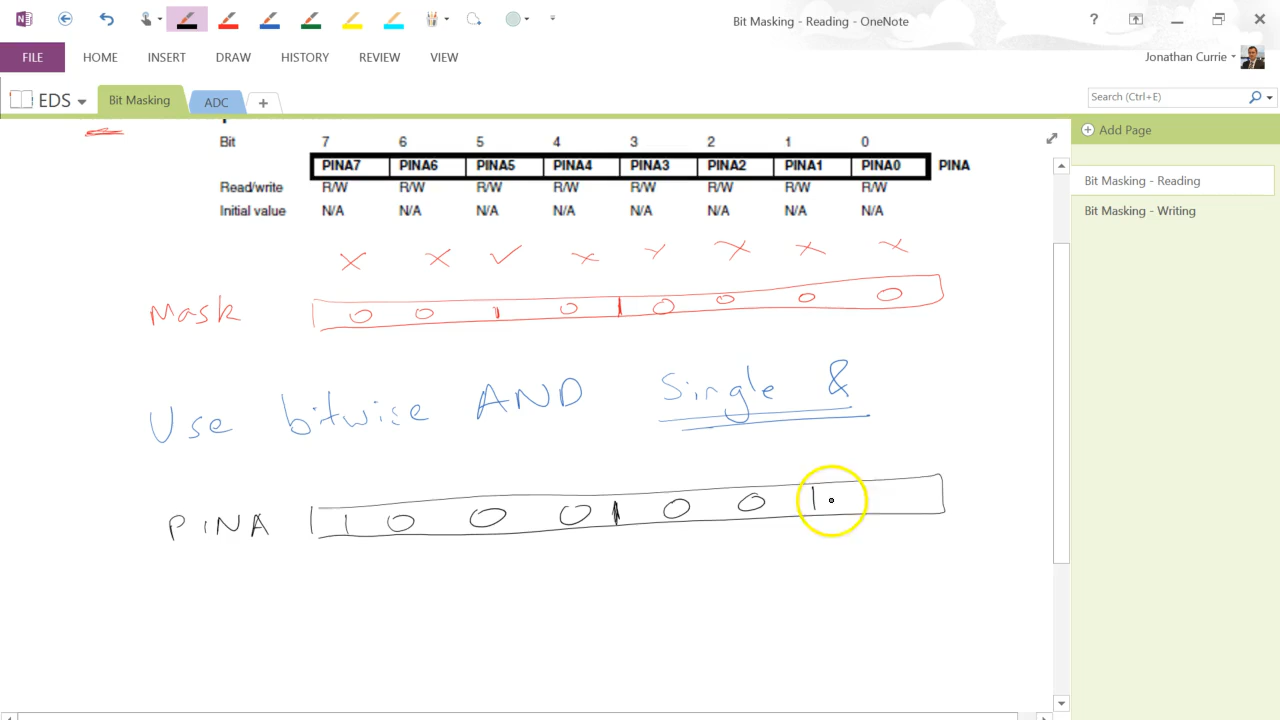 Bit Masking - Reading - OneNote
?
FILE HOME INSERT DRAW HISTORY REVIEW VIEW
Jonathan Currie
EDS Bit Masking ADC +
Search (Ctrl+E)
Add Page
Bit Masking - Reading
Bit Masking - Writing
Bit 7 6 5 4 3 2 1 0
PINA7 PINA6 PINA5 PINA4 PINA3 PINA2 PINA1 PINA0 PINA
Read/write R/W R/W R/W R/W R/W R/W R/W R/W
Initial value N/A N/A N/A N/A N/A N/A N/A N/A
X X ✓ X X X X X
Mask 0 0 1 0 | 0 0 0 0
Use bitwise AND Single &
PINA 1 0 0 0 | 0 0 1